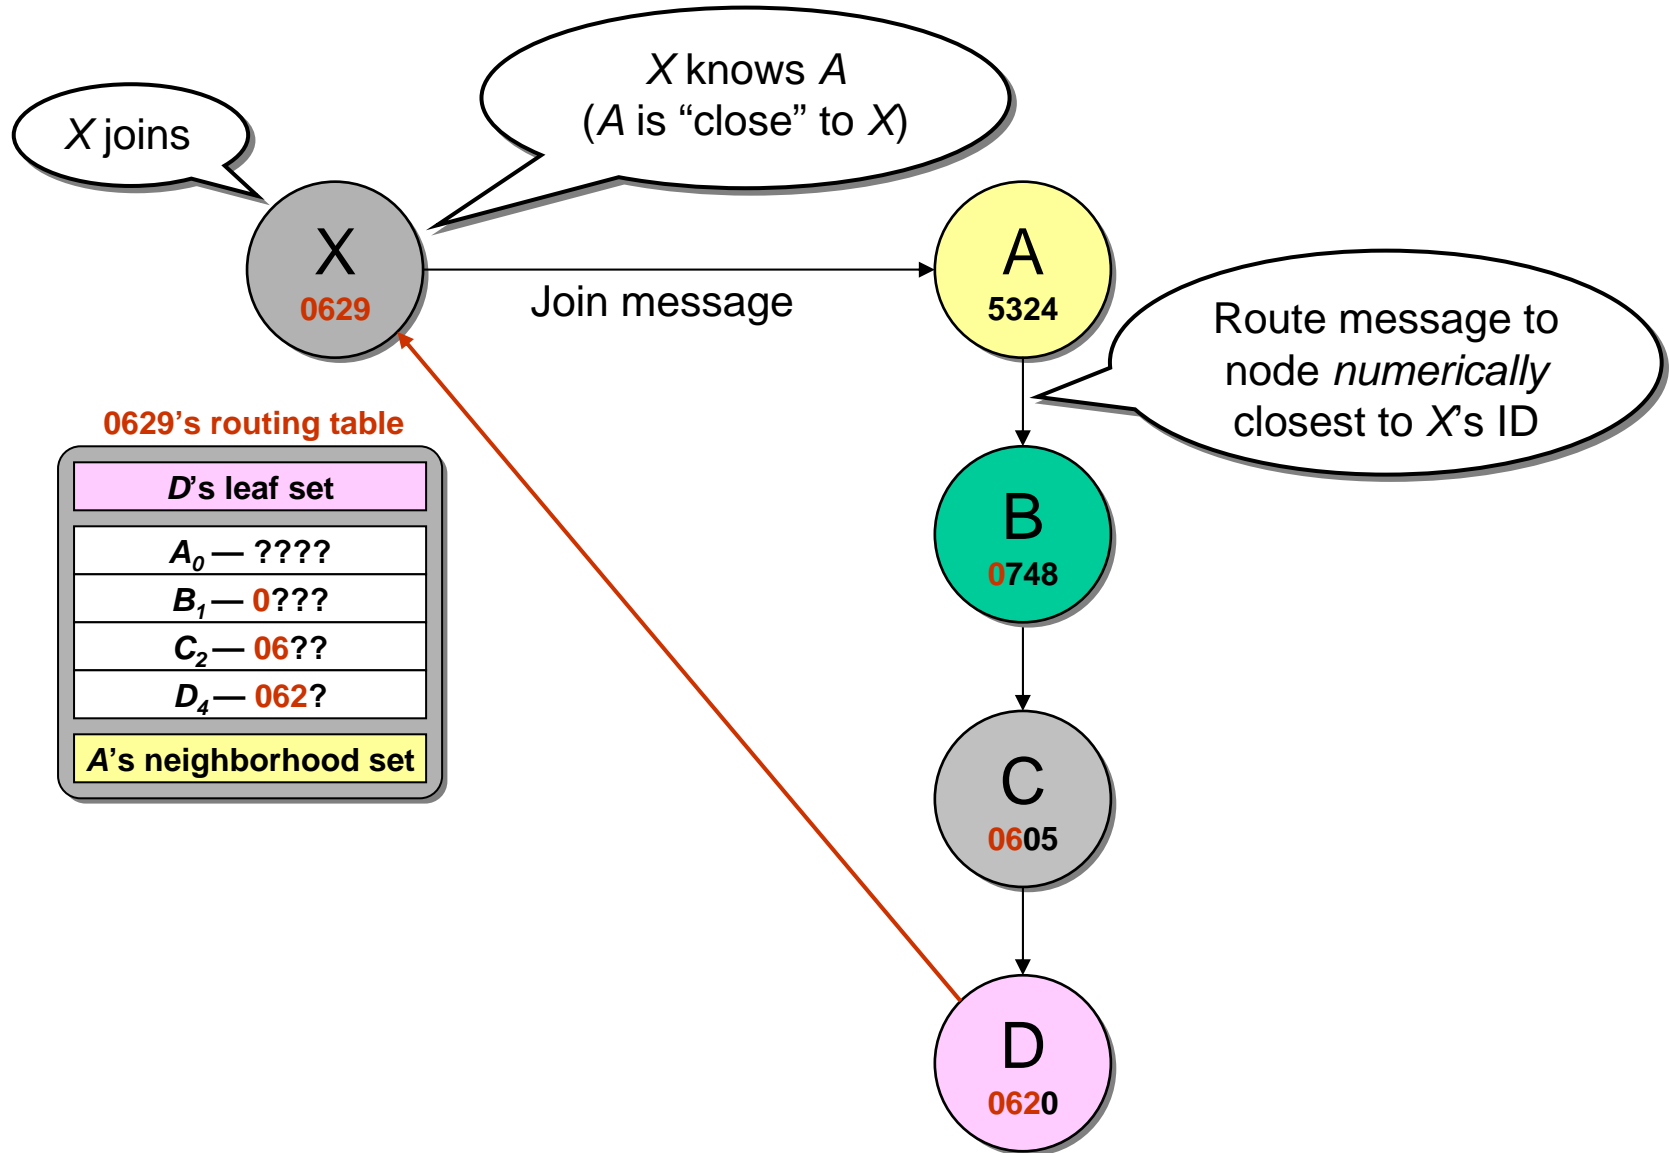 X joins
X knows A
(A is “close” to X)
X
0629
Join message
A
5324
Route message to
node numerically
closest to X’s ID
0629’s routing table
D’s leaf set
A0 — ????
B1 — 0???
C2 — 06??
D4 — 062?
A’s neighborhood set
B
0748
C
0605
D
0620